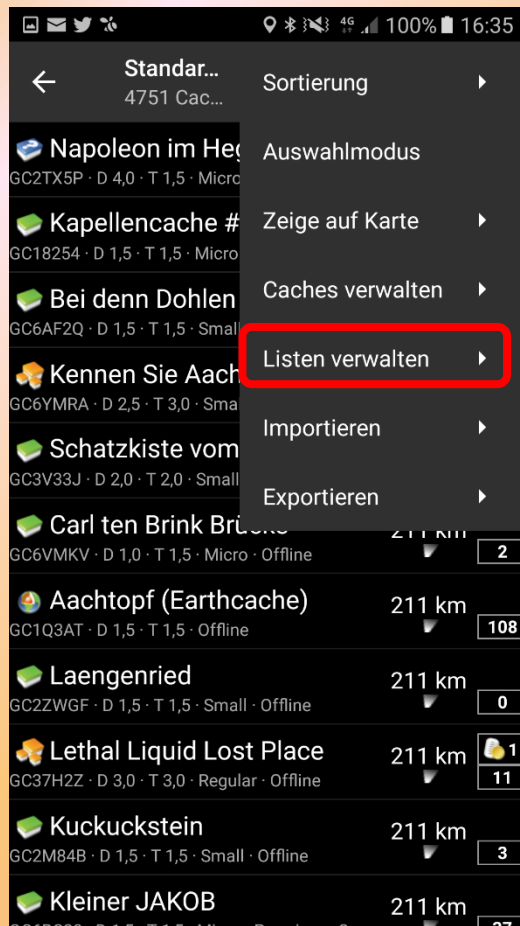 4G 100% 16:35
Standar...
4751 Cac...
Sortierung
Auswahlmodus
Zeige auf Karte
Caches verwalten
Listen verwalten
Importieren
Exportieren
Napoleon im Heg
GC2TX5P · D 4,0 · T 1,5 · Micro
Kapellencache #
GC18254 · D 1,5 · T 1,5 · Micro
Bei denn Dohlen
GC6AF2Q · D 1,5 · T 1,5 · Small
Kennen Sie Aach
GC6YMRA · D 2,5 · T 3,0 · Sma
Schatzkiste vom
GC3V33J · D 2,0 · T 2,0 · Small
Carl ten Brink Brücke 211 km
GC6VMKV · D 1,0 · T 1,5 · Micro · Offline 2
Aachtopf (Earthcache) 211 km
GC1Q3AT · D 1,5 · T 1,5 · Offline 108
Laengenried 211 km
GC2ZWGF · D 1,5 · T 1,5 · Small · Offline 0
Lethal Liquid Lost Place 211 km 1
GC37H2Z · D 3,0 · T 3,0 · Regular · Offline 11
Kuckuckstein 211 km
GC2M84B · D 1,5 · T 1,5 · Small · Offline 3
Kleiner JAKOB 211 km